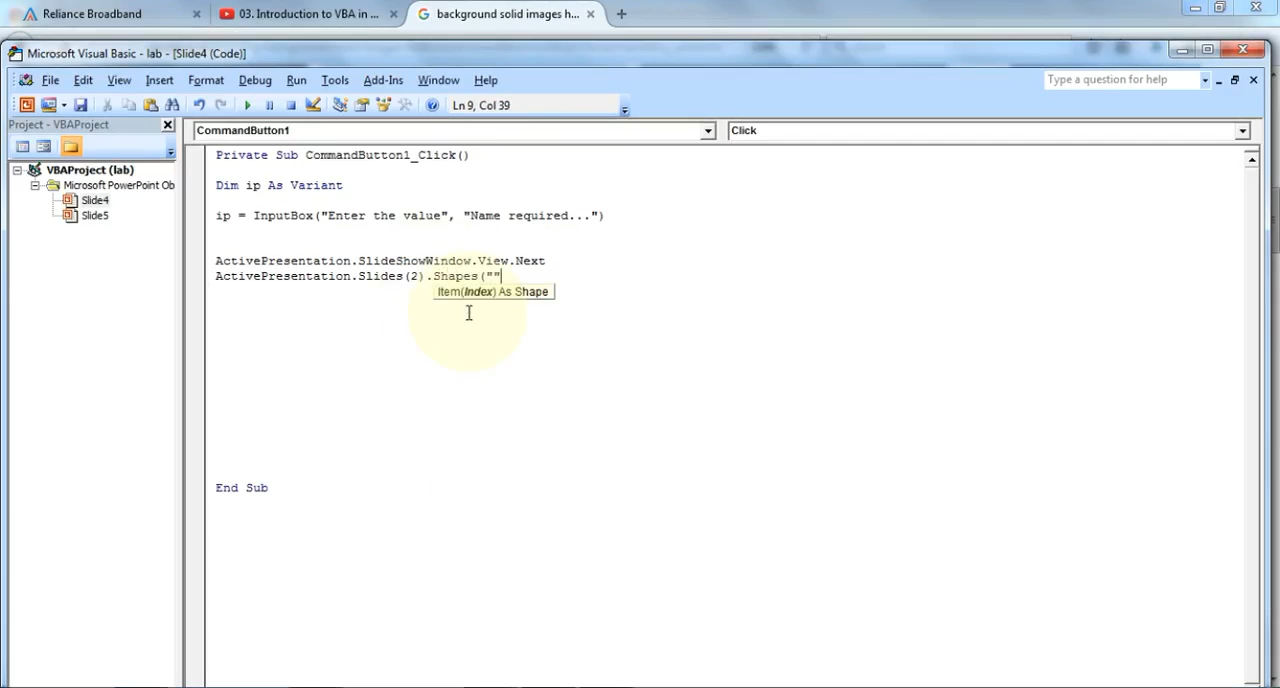 Reliance Broadband
03. Introduction to VBA in ...
background solid images h...
Microsoft Visual Basic - lab - [Slide4 (Code)]
File Edit View Insert Format Debug Run Tools Add-Ins Window Help
Type a question for help
Ln 9, Col 39
Project - VBAProject
CommandButton1
Click
VBAProject (lab)
Microsoft PowerPoint Ob
Slide4
Slide5
Private Sub CommandButton1_Click()
Dim ip As Variant
ip = InputBox("Enter the value", "Name required...")
ActivePresentation.SlideShowWindow.View.Next
ActivePresentation.Slides(2).Shapes(""
Item(Index) As Shape
End Sub